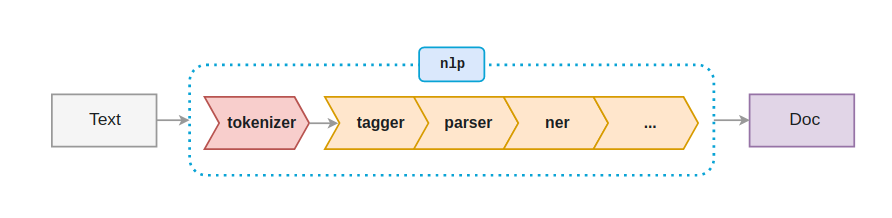 nlp
Text tokenizer tagger parser ner ... Doc